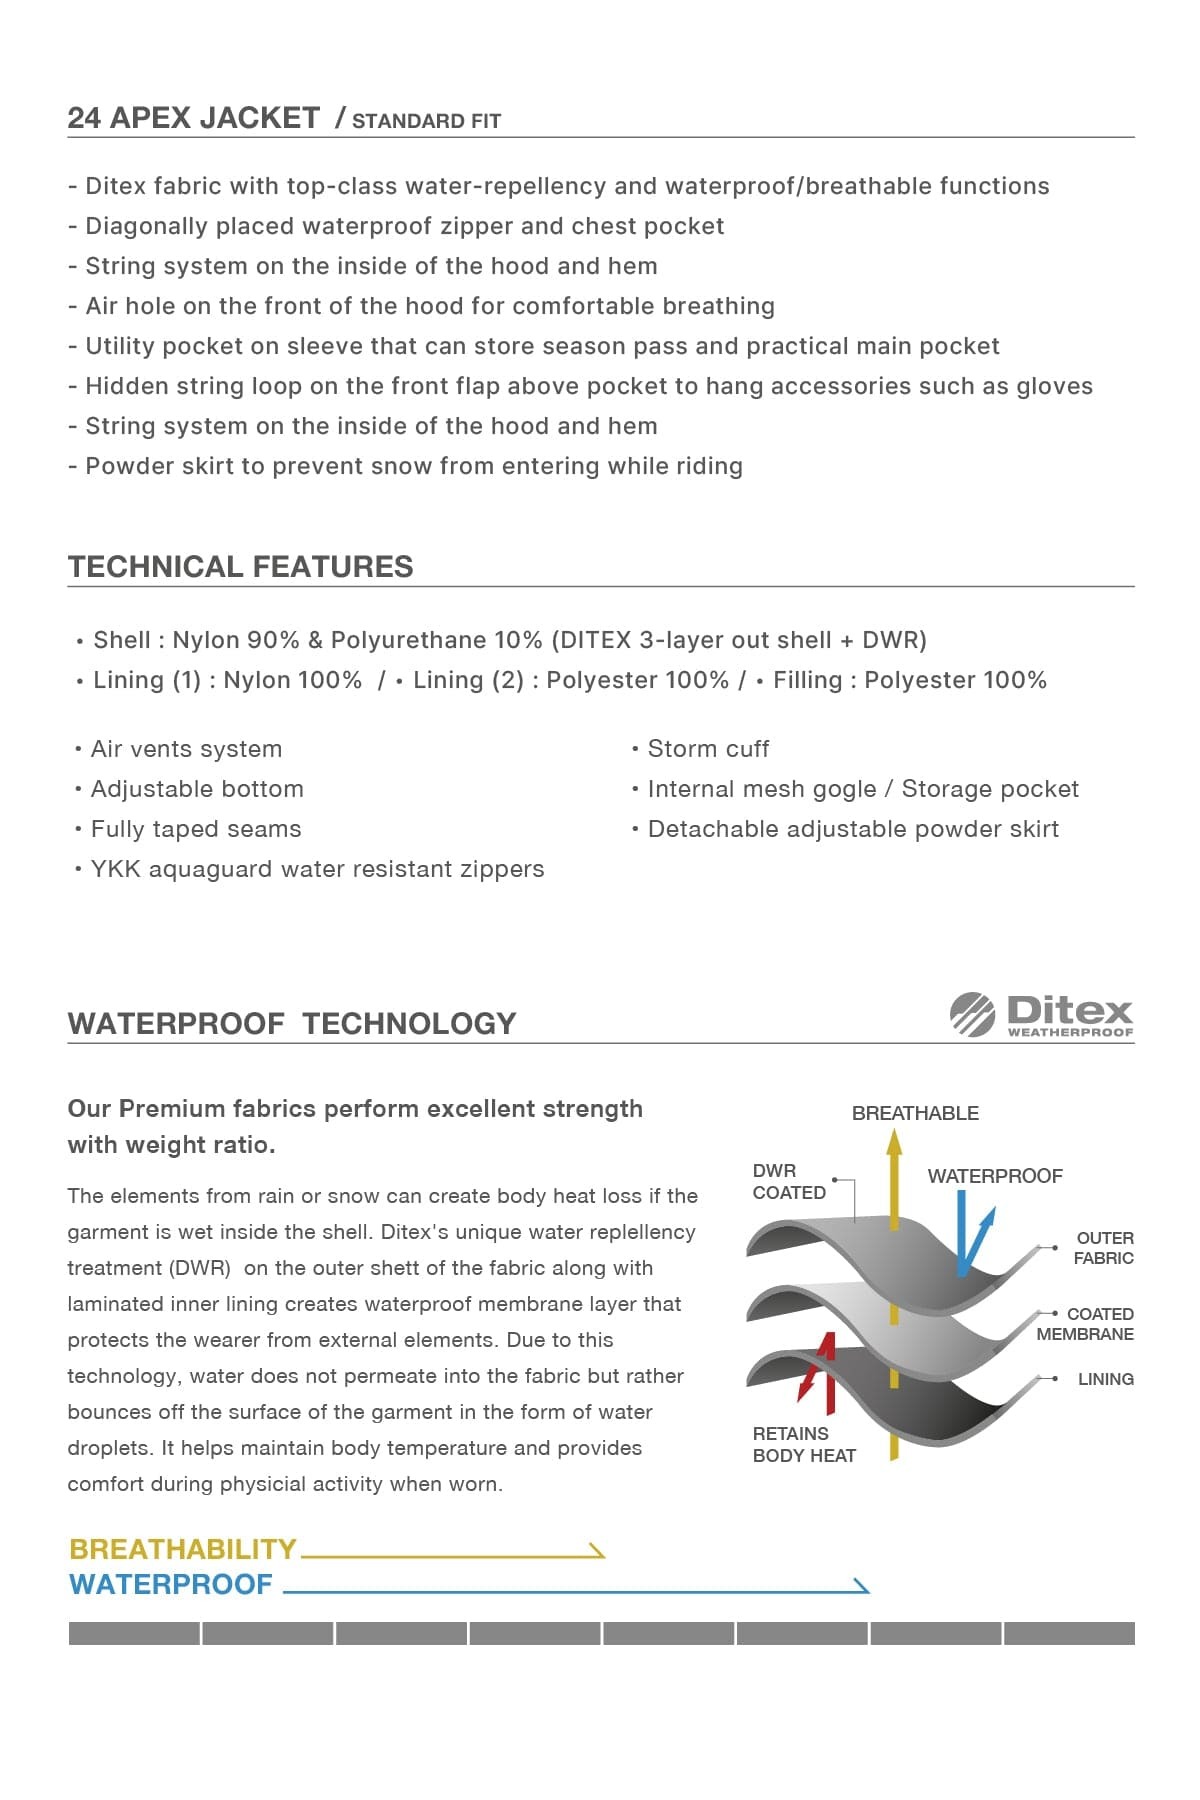 24 APEX JACKET / STANDARD FIT
- Ditex fabric with top-class water-repellency and waterproof/breathable functions
- Diagonally placed waterproof zipper and chest pocket
- String system on the inside of the hood and hem
- Air hole on the front of the hood for comfortable breathing
- Utility pocket on sleeve that can store season pass and practical main pocket
- Hidden string loop on the front flap above pocket to hang accessories such as gloves
- String system on the inside of the hood and hem
- Powder skirt to prevent snow from entering while riding
TECHNICAL FEATURES
• Shell : Nylon 90% & Polyurethane 10% (DITEX 3-layer out shell + DWR)
• Lining (1) : Nylon 100% / • Lining (2) : Polyester 100% / • Filling : Polyester 100%
• Air vents system
• Adjustable bottom
• Fully taped seams
• YKK aquaguard water resistant zippers
• Storm cuff
• Internal mesh gogle / Storage pocket
• Detachable adjustable powder skirt
WATERPROOF TECHNOLOGY
Ditex
WEATHERPROOF
Our Premium fabrics perform excellent strength
with weight ratio.
The elements from rain or snow can create body heat loss if the
garment is wet inside the shell. Ditex's unique water replellency
treatment (DWR) on the outer shett of the fabric along with
laminated inner lining creates waterproof membrane layer that
protects the wearer from external elements. Due to this
technology, water does not permeate into the fabric but rather
bounces off the surface of the garment in the form of water
droplets. It helps maintain body temperature and provides
comfort during physicial activity when worn.
BREATHABLE
DWR
COATED
WATERPROOF
OUTER
FABRIC
COATED
MEMBRANE
LINING
RETAINS
BODY HEAT
BREATHABILITY
WATERPROOF